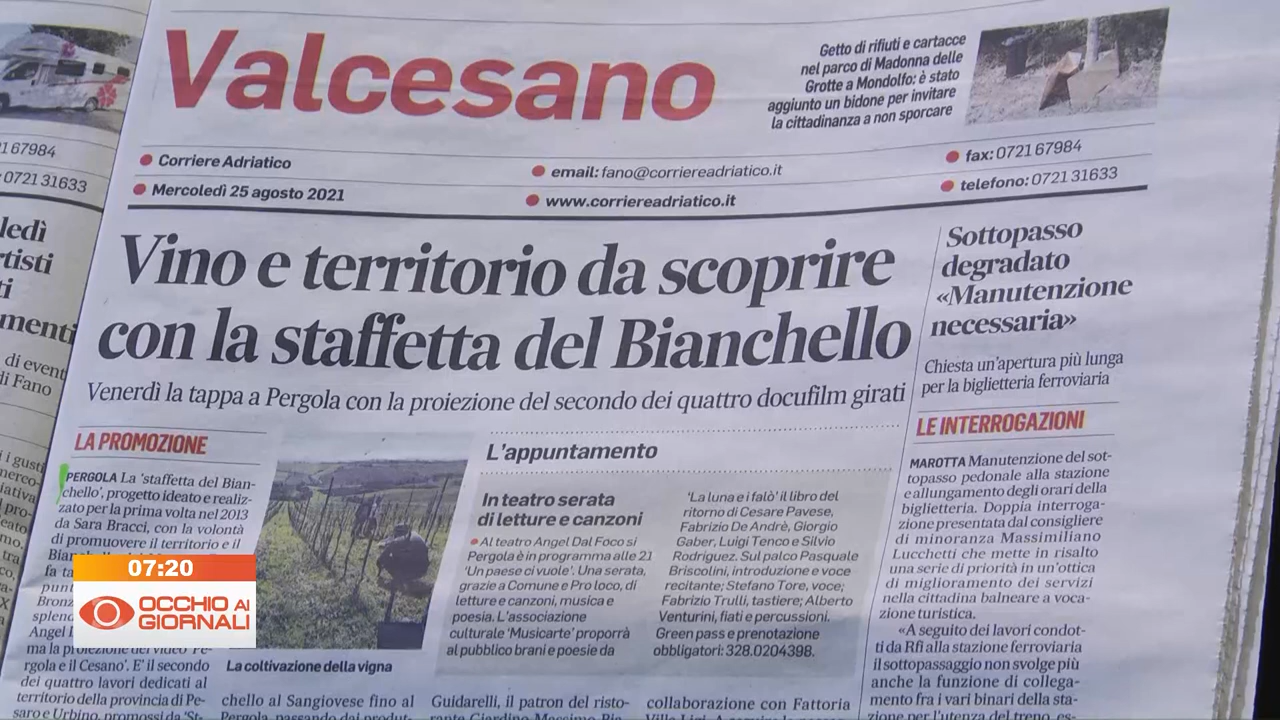 Valcesano
Getto di rifiuti e cartacce
nel parco di Madonna delle
Grotte a Mondolfo: è stato
aggiunto un bidone per invitare
la cittadinanza a non sporcare
Corriere Adriatico
Mercoledì 25 agosto 2021
email: fano@corriereadriatico.it
www.corriereadriatico.it
fax: 0721 67984
telefono: 0721 31633
67984
0721 31633
Vino e territorio da scoprire
con la staffetta del Bianchello
Venerdì la tappa a Pergola con la proiezione del secondo dei quattro docufilm girati
LA PROMOZIONE
PERGOLA La 'staffetta del Bian-
chello', progetto ideato e realiz-
zato per la prima volta nel 2013
da Sara Bracci, con la volontà
di promuovere il territorio e il
ma la proiezione del video 'Pe-
rgola e il Cesano'. E' il secondo
dei quattro lavori dedicati al
territorio della provincia di Pe-
saro e Urbino, promossi da 'St-
La coltivazione della vigna
chello al Sangiovese fino al
L'appuntamento
In teatro serata
di letture e canzoni
Al teatro Angel Dal Foco si
Pergola è in programma alle 21
'Un paese ci vuole'. Una serata,
grazie a Comune e Pro loco, di
letture e canzoni, musica e
poesia. L'associazione
culturale 'Musicarte' proporrà
al pubblico brani e poesie da
'La luna e i falò' il libro del
ritorno di Cesare Pavese,
Fabrizio De Andrè, Giorgio
Gaber, Luigi Tenco e Silvio
Rodriguez. Sul palco Pasquale
Briscolini, introduzione e voce
recitante; Stefano Tore, voce;
Fabrizio Trulli, tastiere; Alberto
Venturini, fiati e percussioni.
Green pass e prenotazione
obbligatori: 328.0204398.
Guidarelli, il patron del risto-
collaborazione con Fattoria
Sottopasso
degradato
«Manutenzione
necessaria»
Chiesta un'apertura più lunga
per la biglietteria ferroviaria
LE INTERROGAZIONI
MAROTTA Manutenzione del sot-
topasso pedonale alla stazione
e allungamento degli orari della
biglietteria. Doppia interroga-
zione presentata dal consigliere
di minoranza Massimiliano
Lucchetti che mette in risalto
una serie di priorità in un'ottica
di miglioramento dei servizi
nella cittadina balneare a voca-
zione turistica.
«A seguito dei lavori condot-
ti da Rfi alla stazione ferroviaria
il sottopassaggio non svolge più
anche la funzione di collega-
mento fra i vari binari della sta-
zione per l'utenza del treno, es-
07:20
OCCHIO AI
GIORNALI